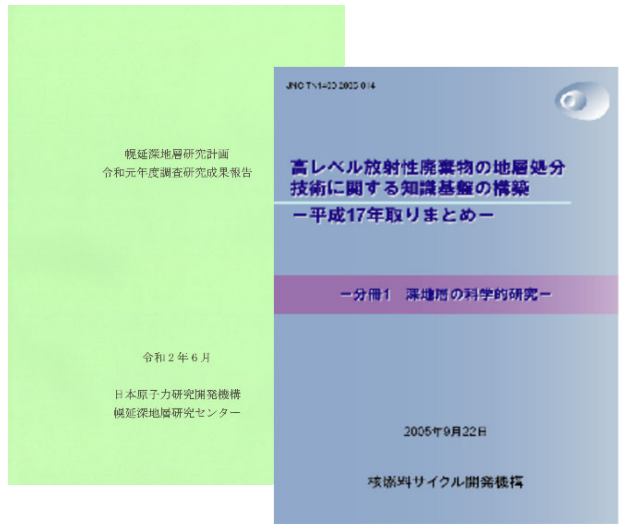 幌延深地層研究計画
令和元年度調査研究成果報告
令和2年6月
日本原子力研究開発機構
幌延深地層研究センター
JNC TN1400 2005-014
高レベル放射性廃棄物の地層処分
技術に関する知識基盤の構築
－平成17年取りまとめ－
－分冊1 深地層の科学的研究－
2005年9月22日
核燃料サイクル開発機構